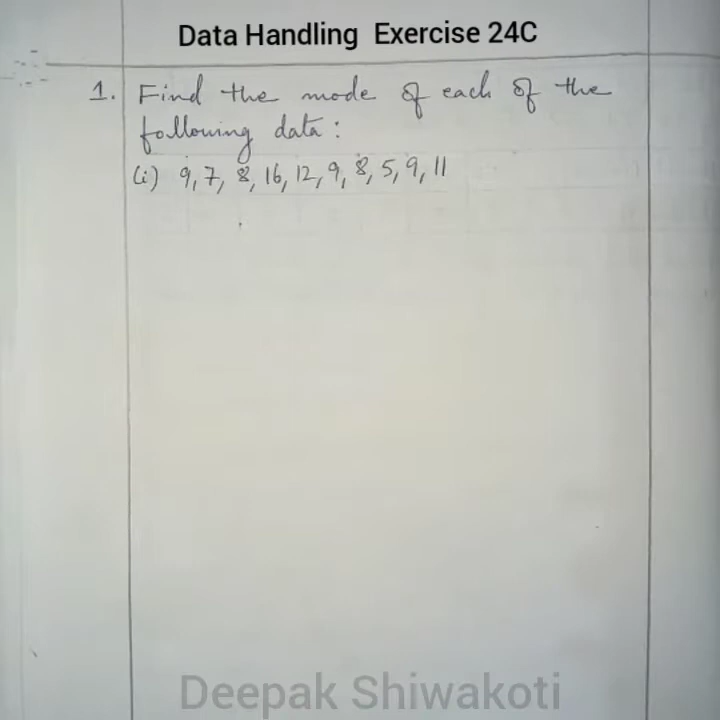 Data Handling Exercise 24C
1. Find the mode of each of the
following data:
(i) 9, 7, 8, 16, 12, 9, 8, 5, 9, 11
Deepak Shiwakoti